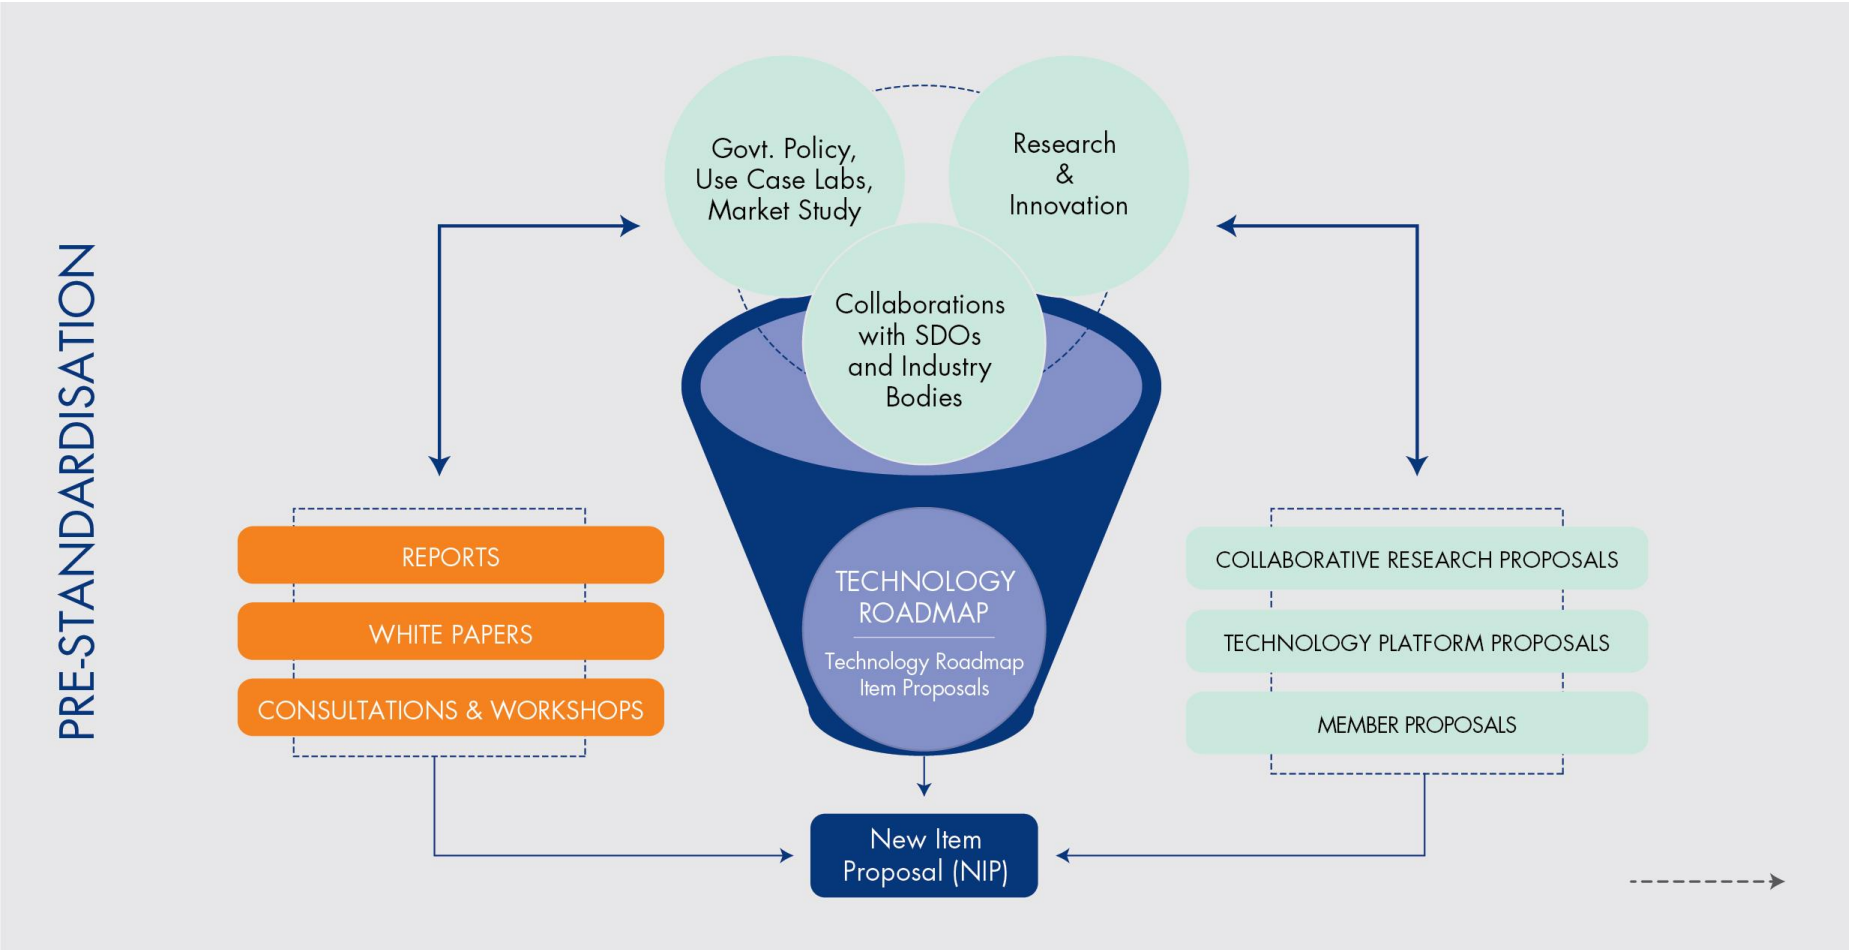 PRE-STANDARDISATION
Govt. Policy,
Use Case Labs,
Market Study
Research
&
Innovation
Collaborations
with SDOs
and Industry
Bodies
REPORTS
WHITE PAPERS
CONSULTATIONS & WORKSHOPS
TECHNOLOGY
ROADMAP
Technology Roadmap
Item Proposals
COLLABORATIVE RESEARCH PROPOSALS
TECHNOLOGY PLATFORM PROPOSALS
MEMBER PROPOSALS
New Item
Proposal (NIP)